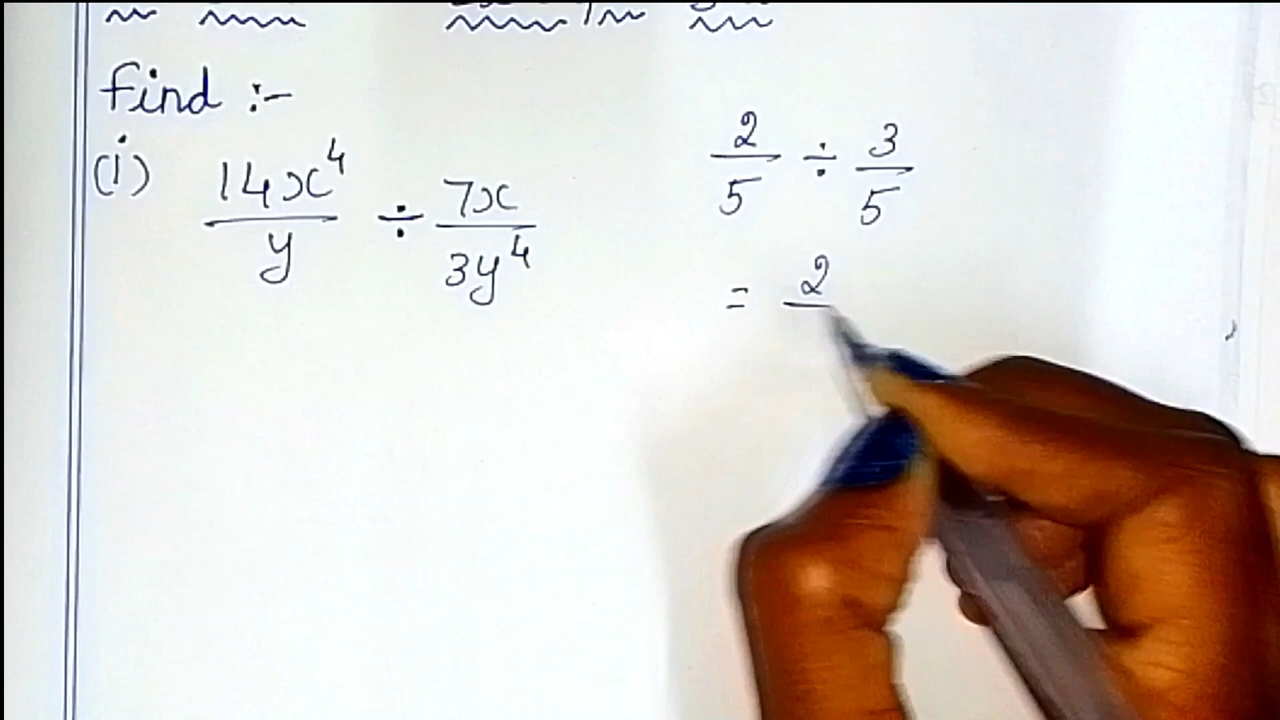 Find :-
(i) 14x⁴/y ÷ 7x/3y⁴
2/5 ÷ 3/5
= 2